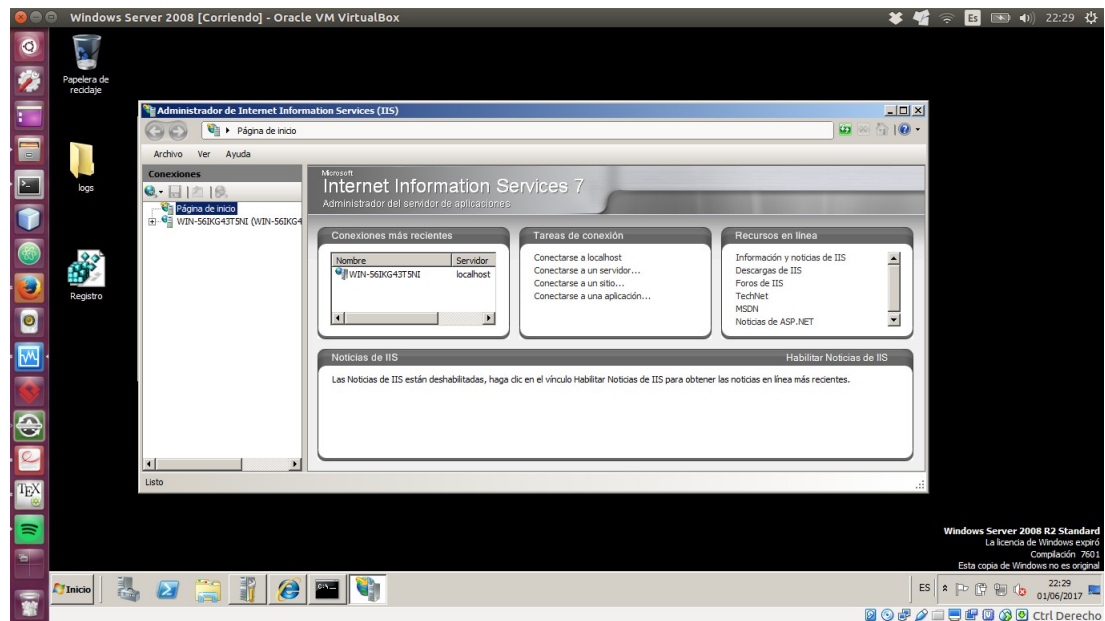 Windows Server 2008 [Corriendo] - Oracle VM VirtualBox
Es
22:29
Papelera de
reciclaje
logs
Registro
Administrador de Internet Information Services (IIS)
Página de inicio
Archivo Ver Ayuda
Conexiones
Página de inicio
WIN-56IKG43T5NI (WIN-56IKG4
Microsoft
Internet Information Services 7
Administrador del servidor de aplicaciones
Conexiones más recientes
Nombre Servidor
WIN-56IKG43T5NI localhost
Tareas de conexión
Conectarse a localhost
Conectarse a un servidor...
Conectarse a un sitio...
Conectarse a una aplicación...
Recursos en línea
Información y noticias de IIS
Descargas de IIS
Foros de IIS
TechNet
MSDN
Noticias de ASP.NET
Noticias de IIS
Habilitar Noticias de IIS
Las Noticias de IIS están deshabilitadas, haga clic en el vínculo Habilitar Noticias de IIS para obtener las noticias en línea más recientes.
Listo
TEX
Windows Server 2008 R2 Standard
La licencia de Windows expiró
Compilación 7601
Esta copia de Windows no es original
Inicio
ES
22:29
01/06/2017
Ctrl Derecho